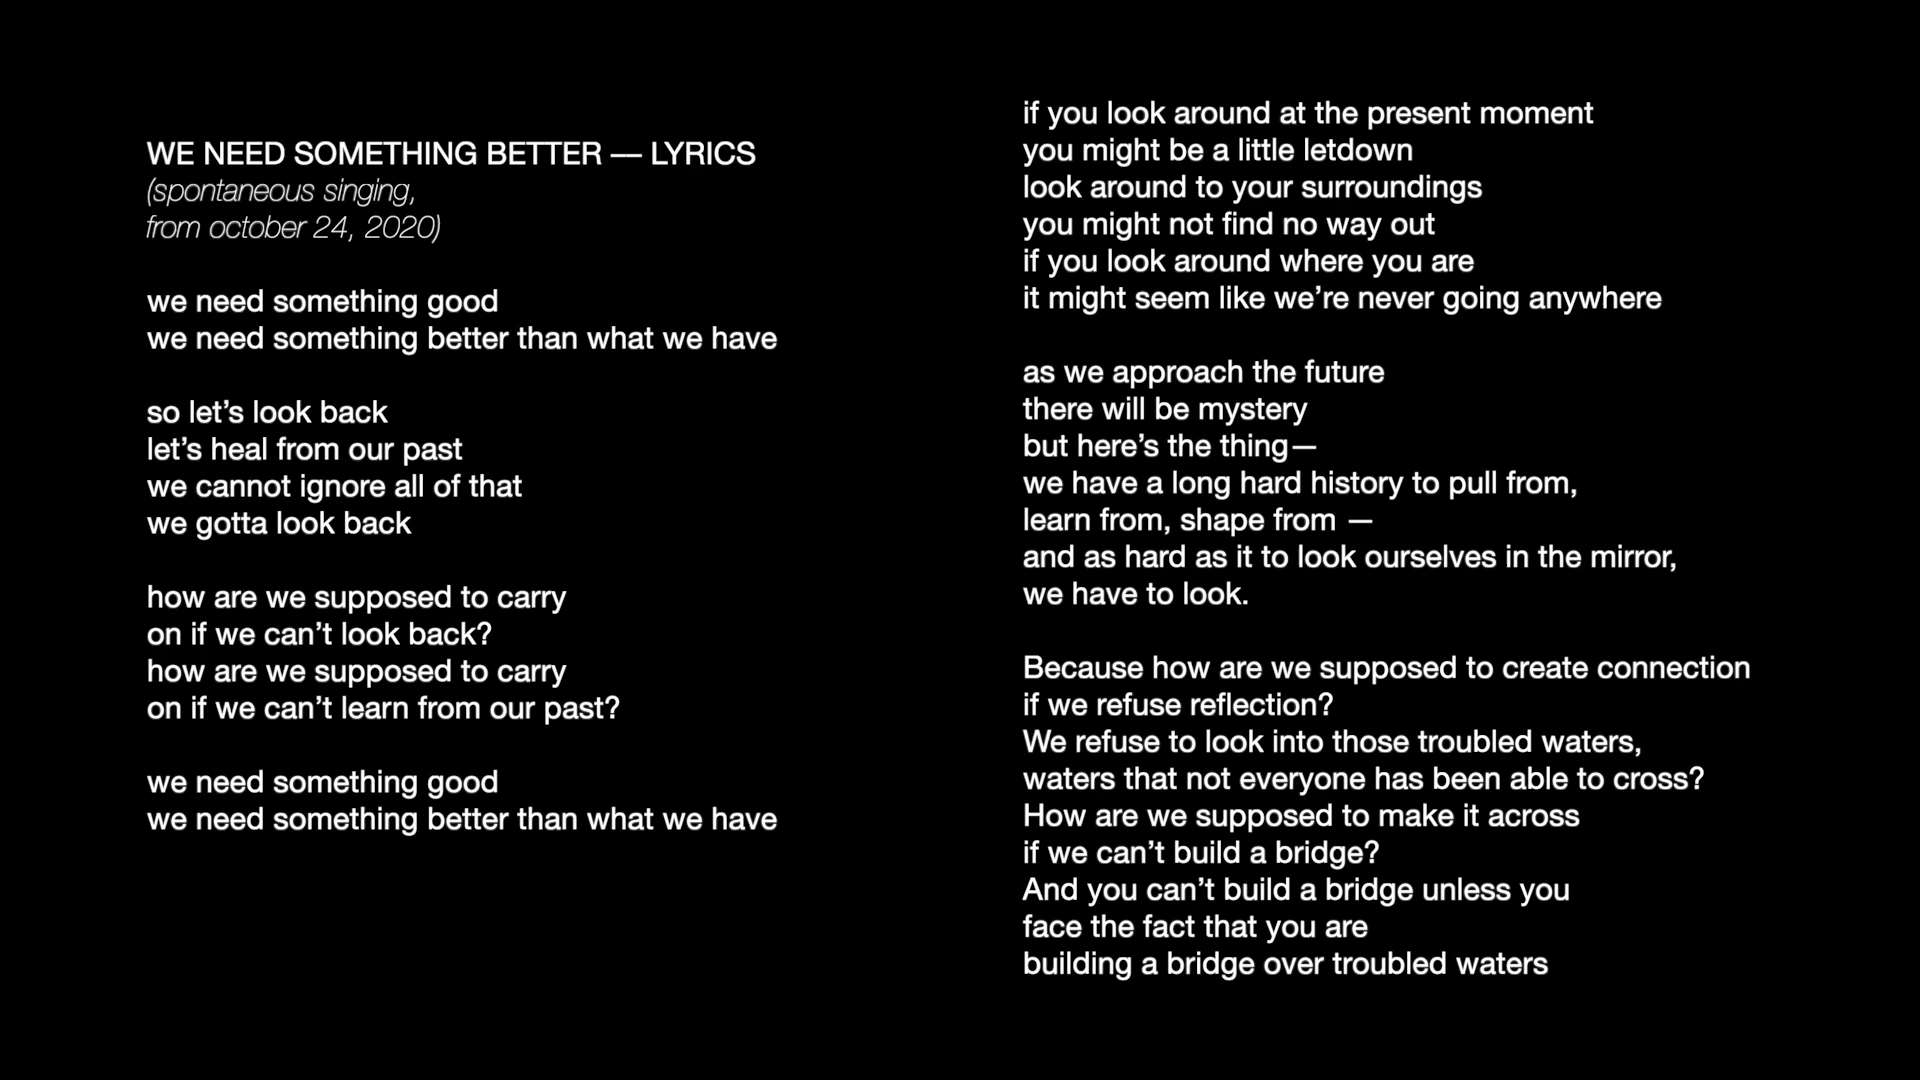 WE NEED SOMETHING BETTER — LYRICS
(spontaneous singing,
from october 24, 2020)
we need something good
we need something better than what we have
so let’s look back
let’s heal from our past
we cannot ignore all of that
we gotta look back
how are we supposed to carry
on if we can’t look back?
how are we supposed to carry
on if we can’t learn from our past?
we need something good
we need something better than what we have
if you look around at the present moment
you might be a little letdown
look around to your surroundings
you might not find no way out
if you look around where you are
it might seem like we’re never going anywhere
as we approach the future
there will be mystery
but here’s the thing—
we have a long hard history to pull from,
learn from, shape from —
and as hard as it to look ourselves in the mirror,
we have to look.
Because how are we supposed to create connection
if we refuse reflection?
We refuse to look into those troubled waters,
waters that not everyone has been able to cross?
How are we supposed to make it across
if we can’t build a bridge?
And you can’t build a bridge unless you
face the fact that you are
building a bridge over troubled waters